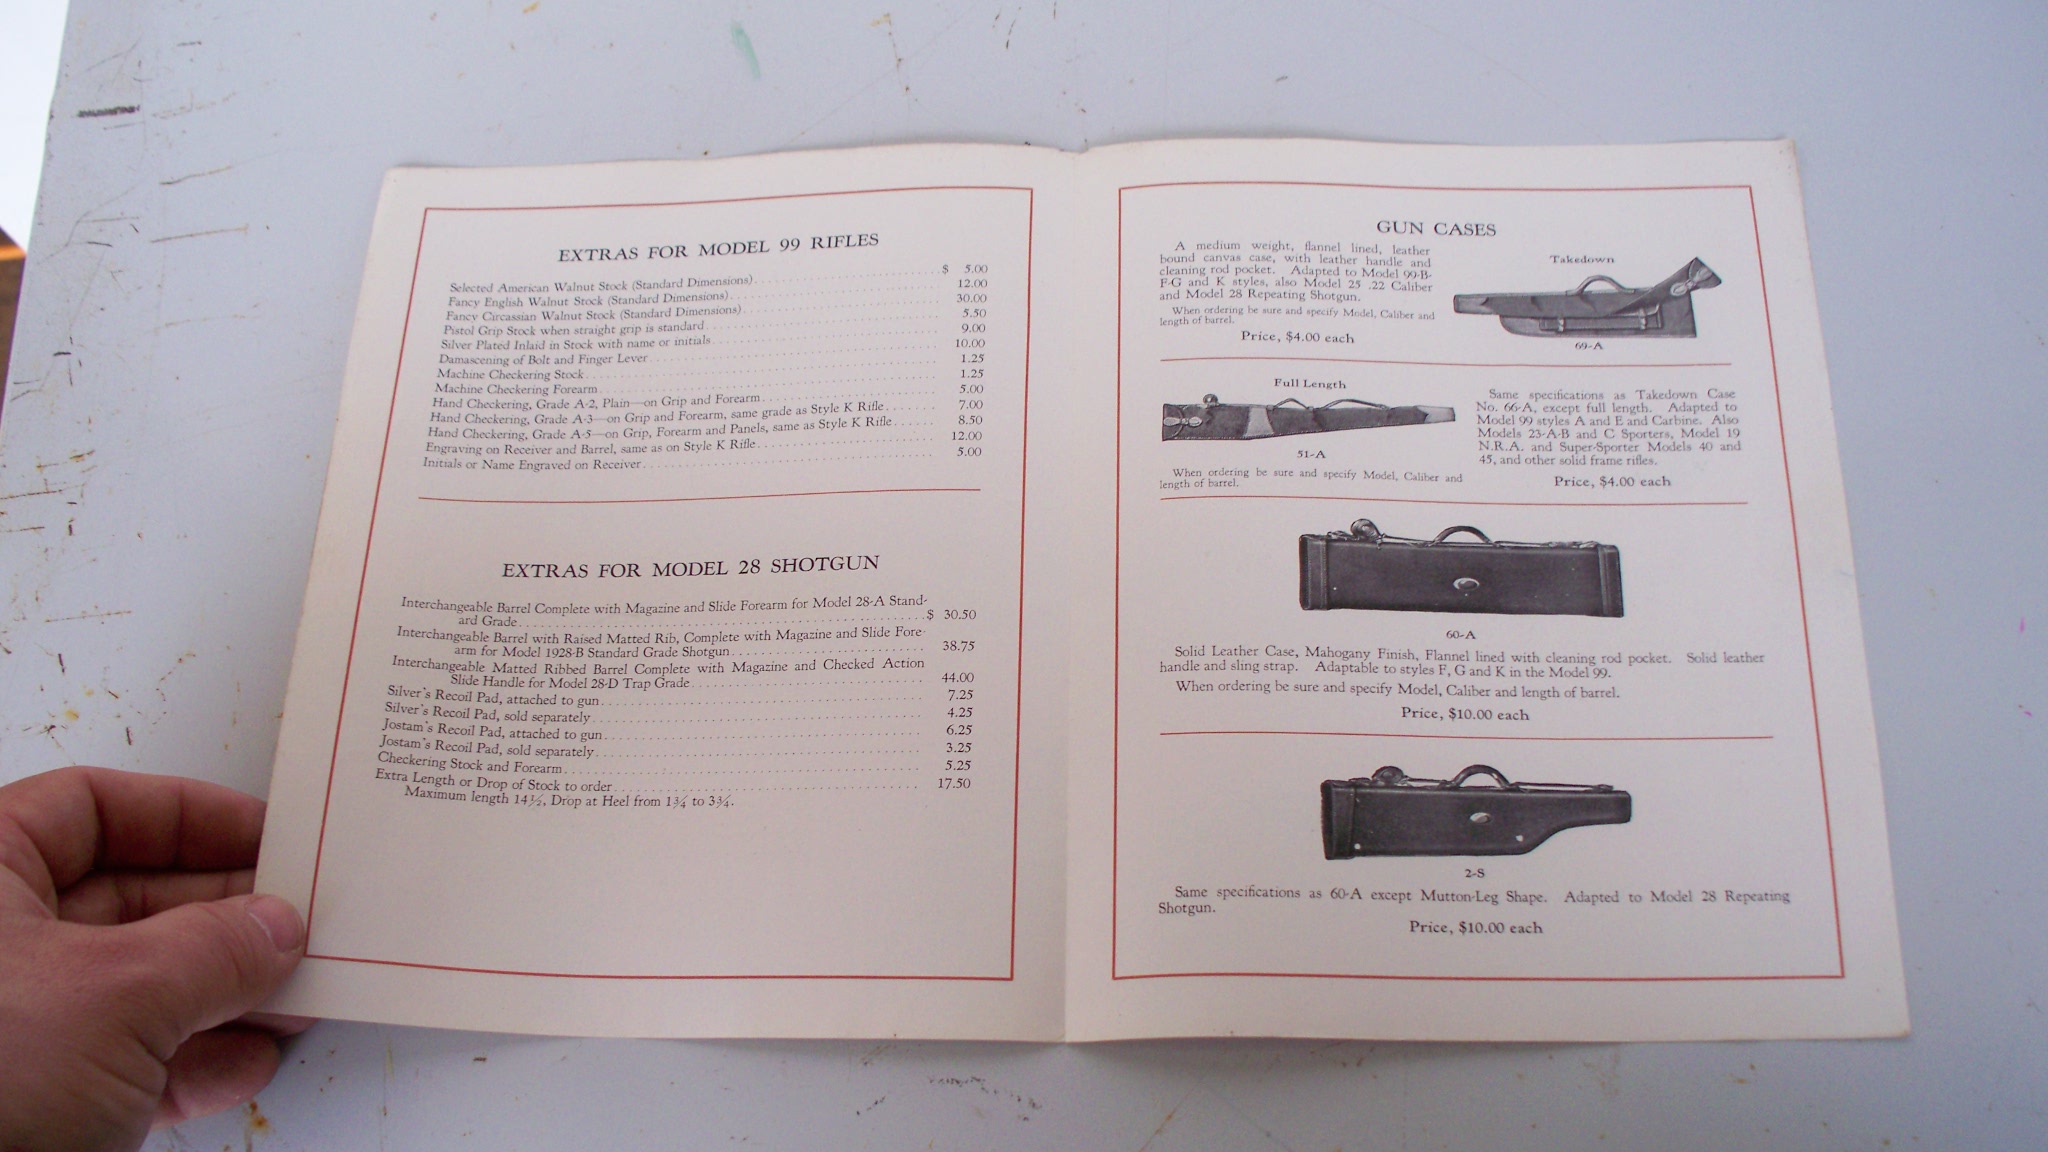 EXTRAS FOR MODEL 99 RIFLES
Selected American Walnut Stock (Standard Dimensions) $ 5.00
Fancy English Walnut Stock (Standard Dimensions) 12.00
Fancy Circassian Walnut Stock (Standard Dimensions) 30.00
Pistol Grip Stock when straight grip is standard 5.50
Silver Plated Inlaid in Stock with name or initials 9.00
Damascening of Bolt and Finger Lever 10.00
Machine Checkering Stock 1.25
Machine Checkering Forearm 1.25
Hand Checkering, Grade A-2, Plain—on Grip and Forearm 5.00
Hand Checkering, Grade A-3—on Grip and Forearm, same grade as Style K Rifle 7.00
Hand Checkering, Grade A-5—on Grip, Forearm and Panels, same as Style K Rifle 8.50
Engraving on Receiver and Barrel, same as on Style K Rifle 12.00
Initials or Name Engraved on Receiver 5.00
EXTRAS FOR MODEL 28 SHOTGUN
Interchangeable Barrel Complete with Magazine and Slide Forearm for Model 28-A Stand-
ard Grade $ 30.50
Interchangeable Barrel with Raised Matted Rib, Complete with Magazine and Slide Fore-
arm for Model 1928-B Standard Grade Shotgun 38.75
Interchangeable Matted Ribbed Barrel Complete with Magazine and Checked Action
Slide Handle for Model 28-D Trap Grade 44.00
Silver's Recoil Pad, attached to gun 7.25
Silver's Recoil Pad, sold separately 4.25
Jostam's Recoil Pad, attached to gun 6.25
Jostam's Recoil Pad, sold separately 3.25
Checkering Stock and Forearm 5.25
Extra Length or Drop of Stock to order 17.50
Maximum length 14½, Drop at Heel from 1¾ to 3¾.
GUN CASES
A medium weight, flannel lined, leather
bound canvas case, with leather handle and
cleaning rod pocket. Adapted to Model 99-B-
F-G and K styles, also Model 25 .22 Caliber
and Model 28 Repeating Shotgun.
When ordering be sure and specify Model, Caliber and
length of barrel.
Price, $4.00 each
Takedown
69-A
Full Length
51-A
When ordering be sure and specify Model, Caliber and
length of barrel.
Same specifications as Takedown Case
No. 66-A, except full length. Adapted to
Model 99 styles A and E and Carbine. Also
Models 23-A-B and C Sporters, Model 19
N.R.A. and Super-Sporter Models 40 and
45, and other solid frame rifles.
Price, $4.00 each
60-A
Solid Leather Case, Mahogany Finish, Flannel lined with cleaning rod pocket. Solid leather
handle and sling strap. Adaptable to styles F, G and K in the Model 99.
When ordering be sure and specify Model, Caliber and length of barrel.
Price, $10.00 each
2-S
Same specifications as 60-A except Mutton-Leg Shape. Adapted to Model 28 Repeating
Shotgun.
Price, $10.00 each